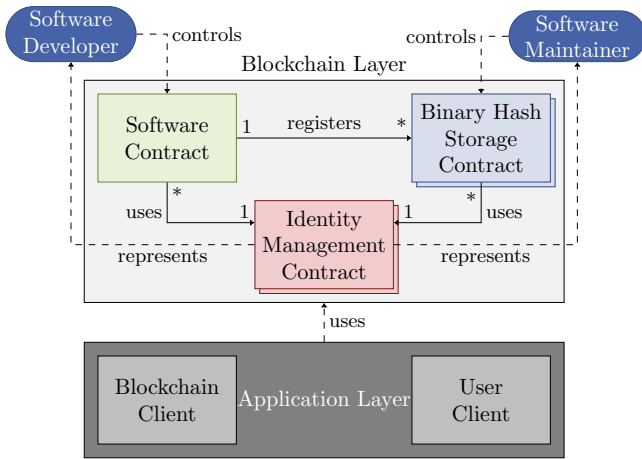 Software
Developer
controls
controls
Software
Maintainer
Blockchain Layer
Software
Contract
1
registers
*
Binary Hash
Storage
Contract
*
uses
1
Identity
Management
Contract
1
*
uses
represents
represents
uses
Blockchain
Client
Application Layer
User
Client